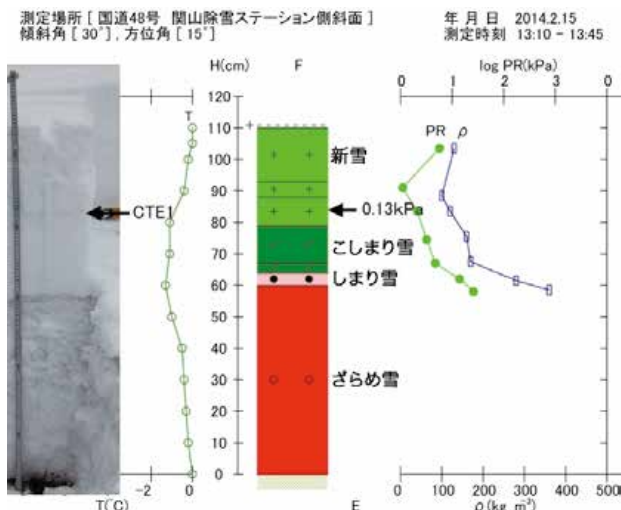 測定場所 [ 国道48号 関山除雪ステーション側斜面 ]
年 月 日 2014.2.15
傾斜角 [ 30° ] , 方位角 [ 15° ]
測定時刻 13:10 - 13:45
H(cm) F log PR(kPa)
0 1 2 3
120
110
100
90
80
70
60
50
40
30
20
10
0
T
PR ρ
新雪
CTE
0.13kPa
こしまり雪
しまり雪
ざらめ雪
-2 0
0 100 200 300 400 500
T(℃) E ρ(kg m³)